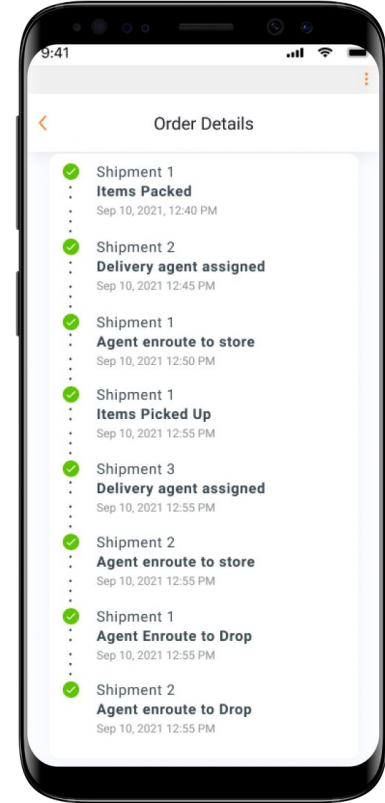 9:41
Order Details
Shipment 1
Items Packed
Sep 10, 2021, 12:40 PM
Shipment 2
Delivery agent assigned
Sep 10, 2021 12:45 PM
Shipment 1
Agent enroute to store
Sep 10, 2021 12:50 PM
Shipment 1
Items Picked Up
Sep 10, 2021 12:55 PM
Shipment 3
Delivery agent assigned
Sep 10, 2021 12:55 PM
Shipment 2
Agent enroute to store
Sep 10, 2021 12:55 PM
Shipment 1
Agent Enroute to Drop
Sep 10, 2021 12:55 PM
Shipment 2
Agent enroute to Drop
Sep 10, 2021 12:55 PM